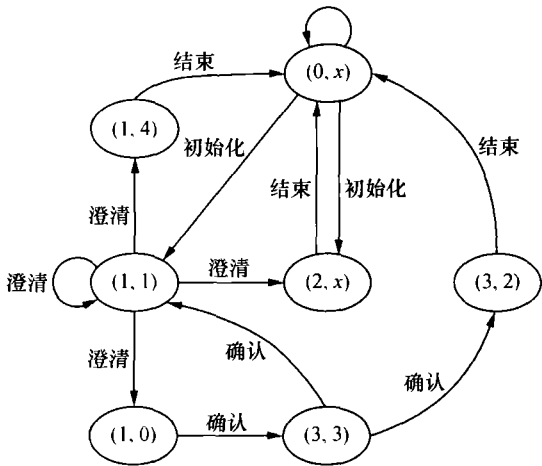 (0, x)
结束
(1, 4)
初始化
结束
结束
初始化
澄清
澄清
(1, 1)
澄清
(2, x)
(3, 2)
澄清
确认
确认
(1, 0)
确认
(3, 3)